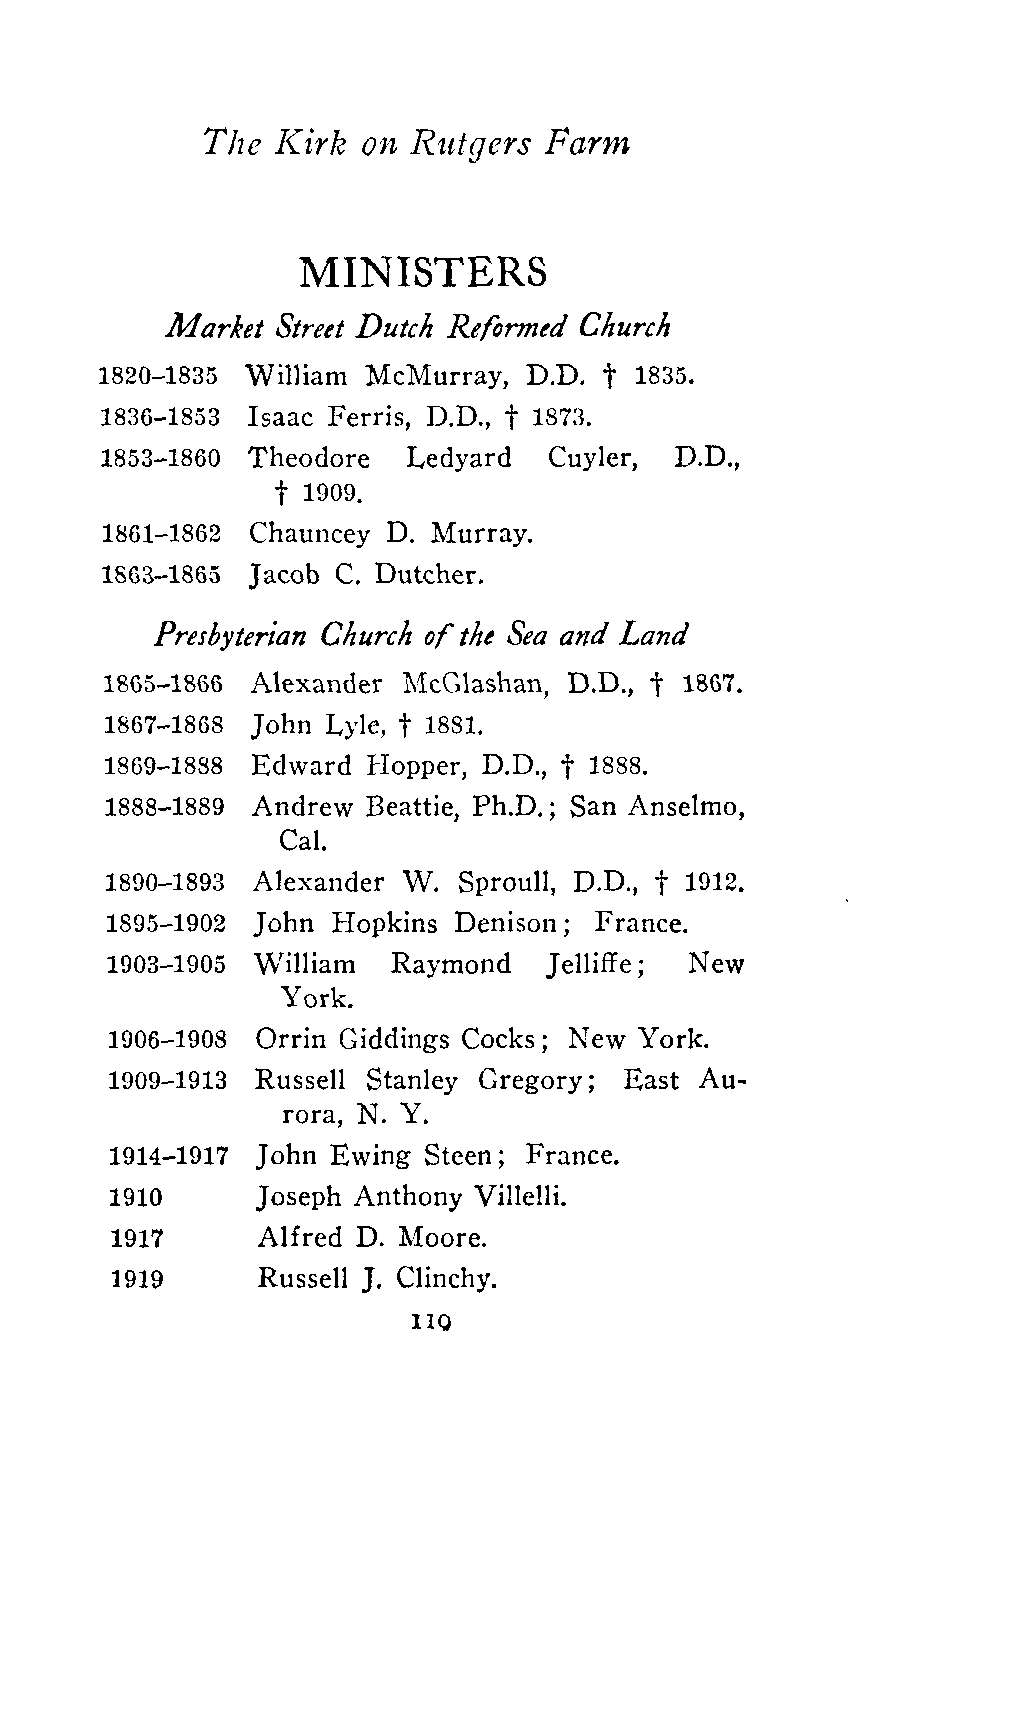 The Kirk on Rutgers Farm
MINISTERS
Market Street Dutch Reformed Church
1820–1835 William McMurray, D.D. † 1835.
1836–1853 Isaac Ferris, D.D., † 1873.
1853–1860 Theodore Ledyard Cuyler, D.D.,
† 1909.
1861–1862 Chauncey D. Murray.
1863–1865 Jacob C. Dutcher.
Presbyterian Church of the Sea and Land
1865–1866 Alexander McGlashan, D.D., † 1867.
1867–1868 John Lyle, † 1881.
1869–1888 Edward Hopper, D.D., † 1888.
1888–1889 Andrew Beattie, Ph.D.; San Anselmo,
Cal.
1890–1893 Alexander W. Sproull, D.D., † 1912.
1895–1902 John Hopkins Denison; France.
1903–1905 William Raymond Jelliffe; New
York.
1906–1908 Orrin Giddings Cocks; New York.
1909–1913 Russell Stanley Gregory; East Au-
rora, N. Y.
1914–1917 John Ewing Steen; France.
1910 Joseph Anthony Villelli.
1917 Alfred D. Moore.
1919 Russell J. Clinchy.
119